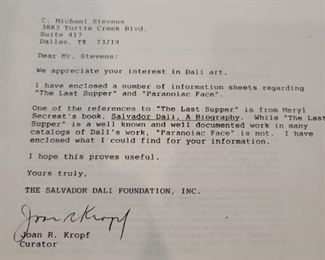 C. Michael Stevens
3883 Turtle Creek Blvd.
Suite 417
Dallas, TX 73219
Dear Mr. Stevens:
We appreciate your interest in Dali art.
I have enclosed a number of information sheets regarding
"The Last Supper" and "Paranoiac Face".
One of the references to "The Last Supper" is from Meryl
Secrest's book, Salvador Dali, A Biography. While "The Last
Supper" is a well known and well documented work in many
catalogs of Dali's work, "Paranoiac Face" is not. I have
enclosed what I could find for your information.
I hope this proves useful.
Yours truly,
THE SALVADOR DALI FOUNDATION, INC.
Joan R Kropf
Joan R. Kropf
Curator